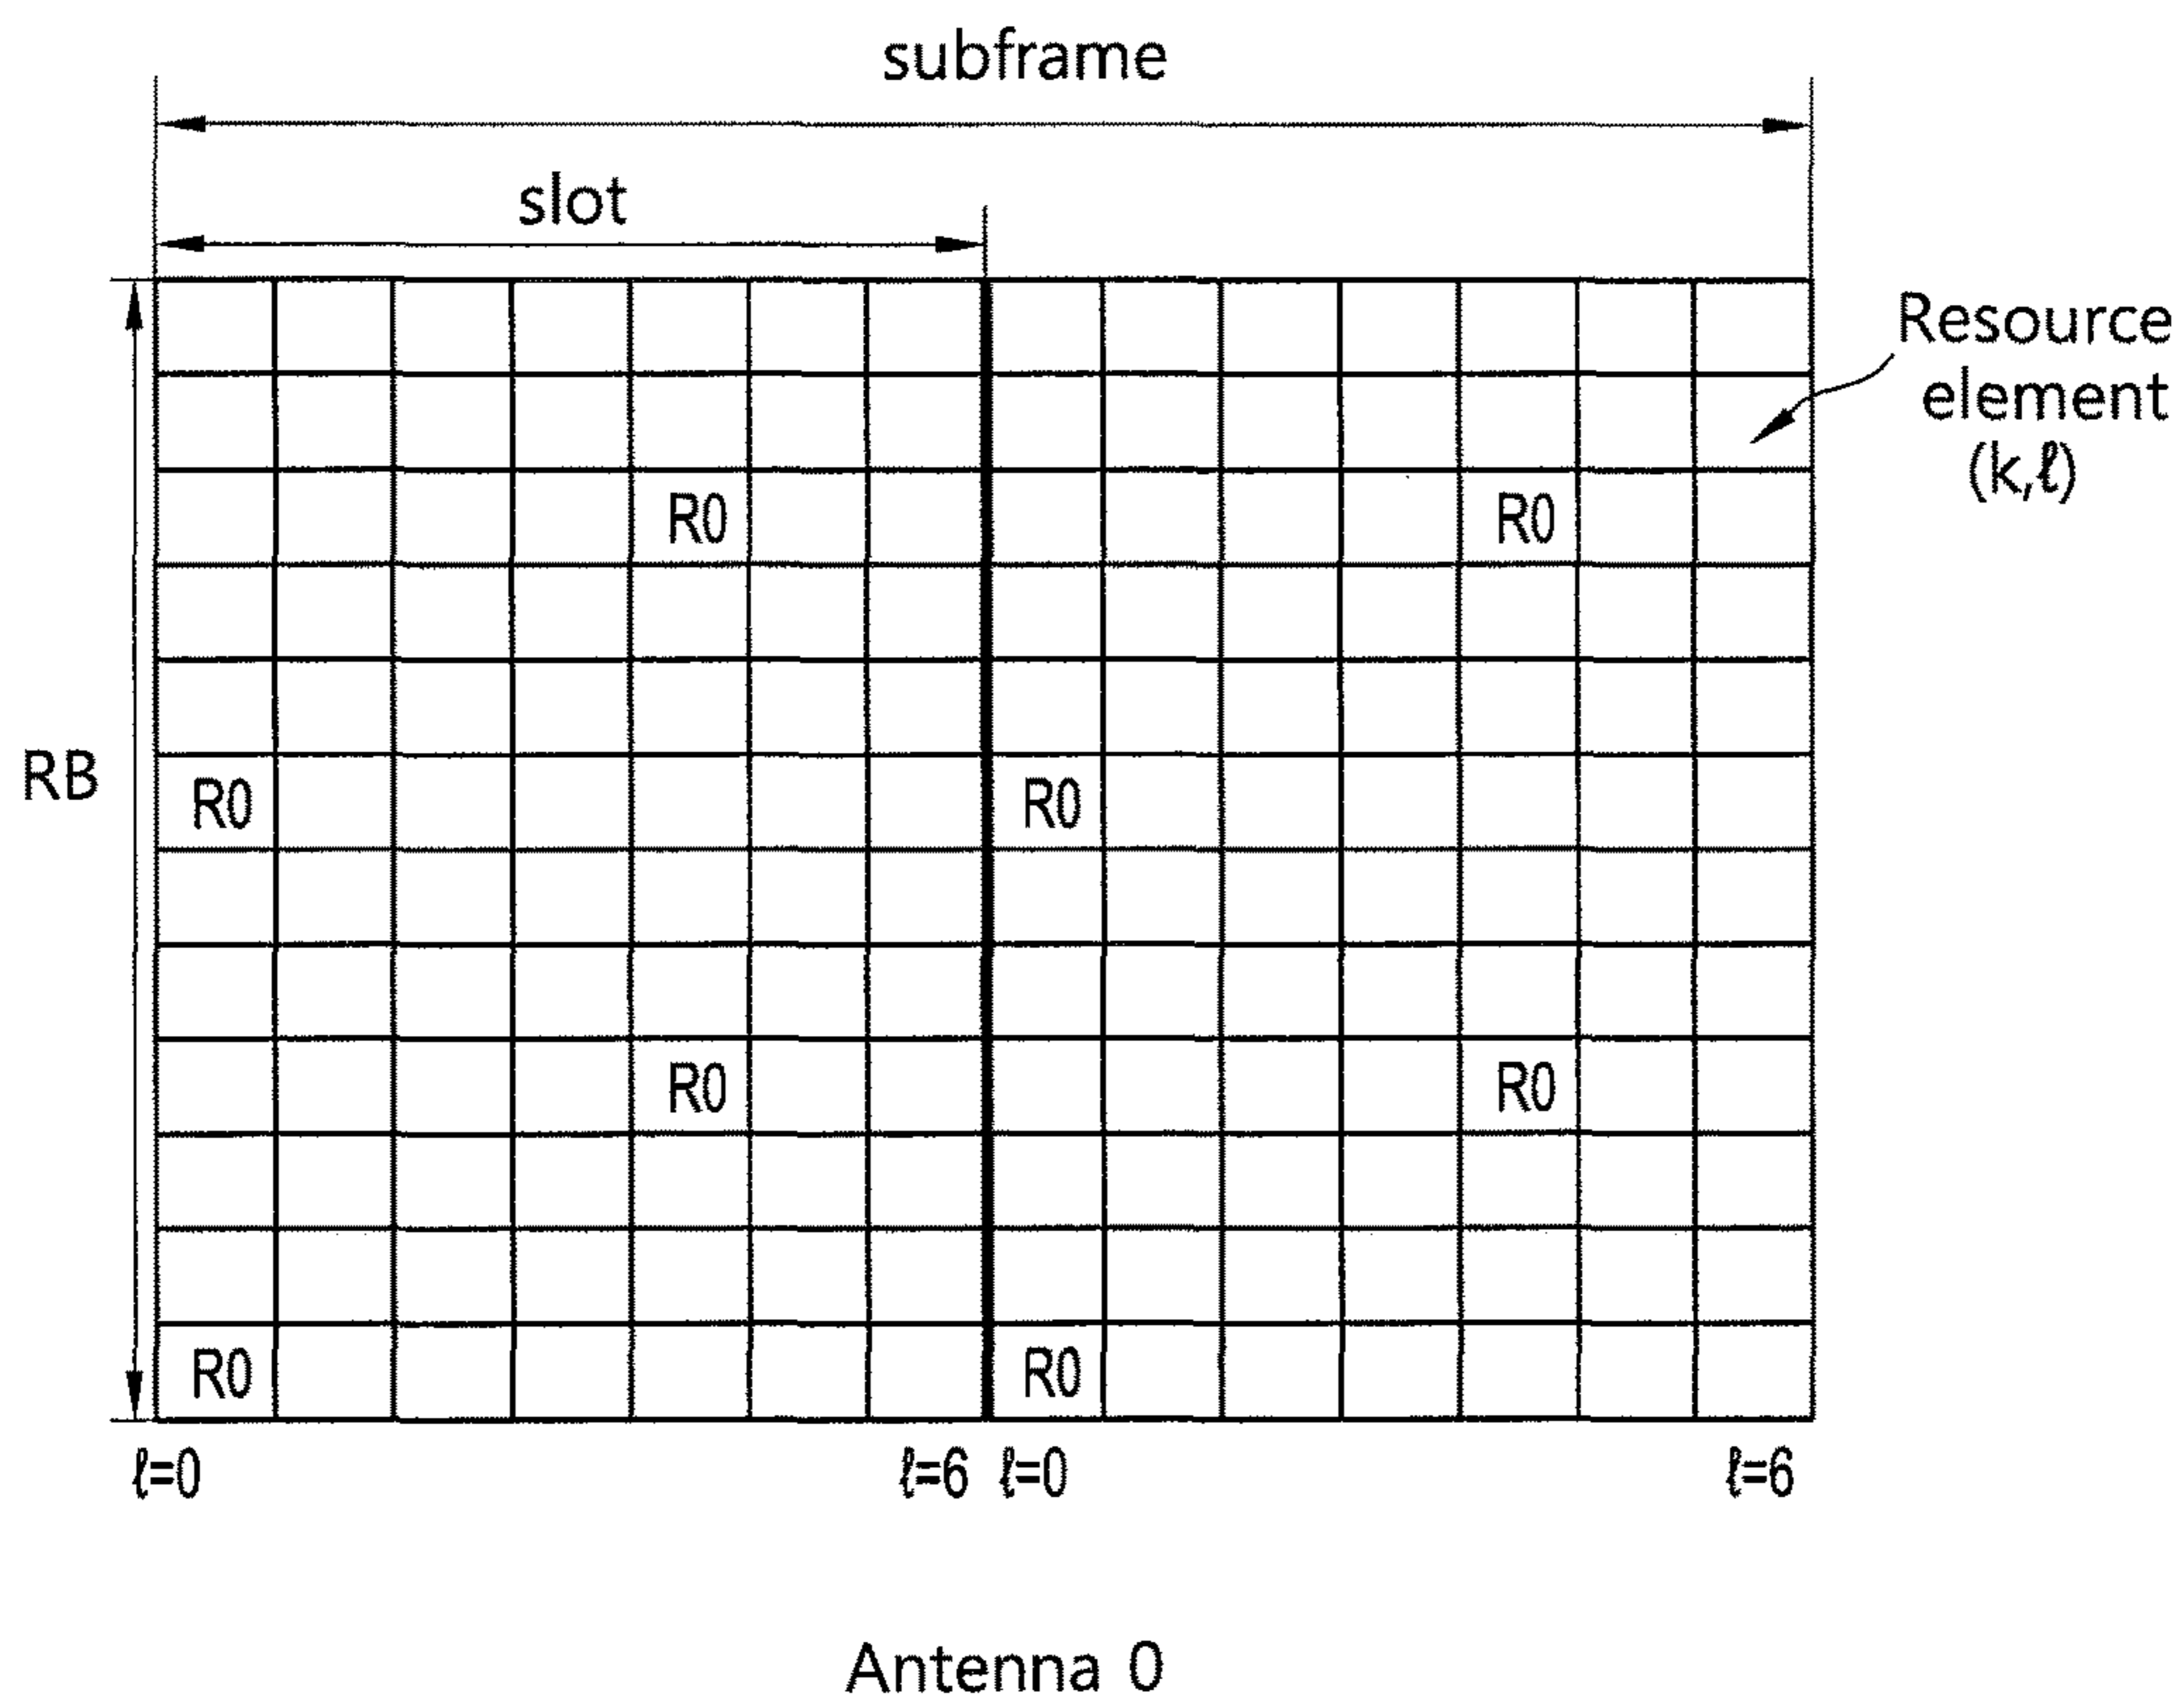 subframe
slot
Resource
element
(k,ℓ)
R0 R0
RB
R0 R0
R0 R0
R0 R0
ℓ=0 ℓ=6 ℓ=0 ℓ=6
Antenna 0